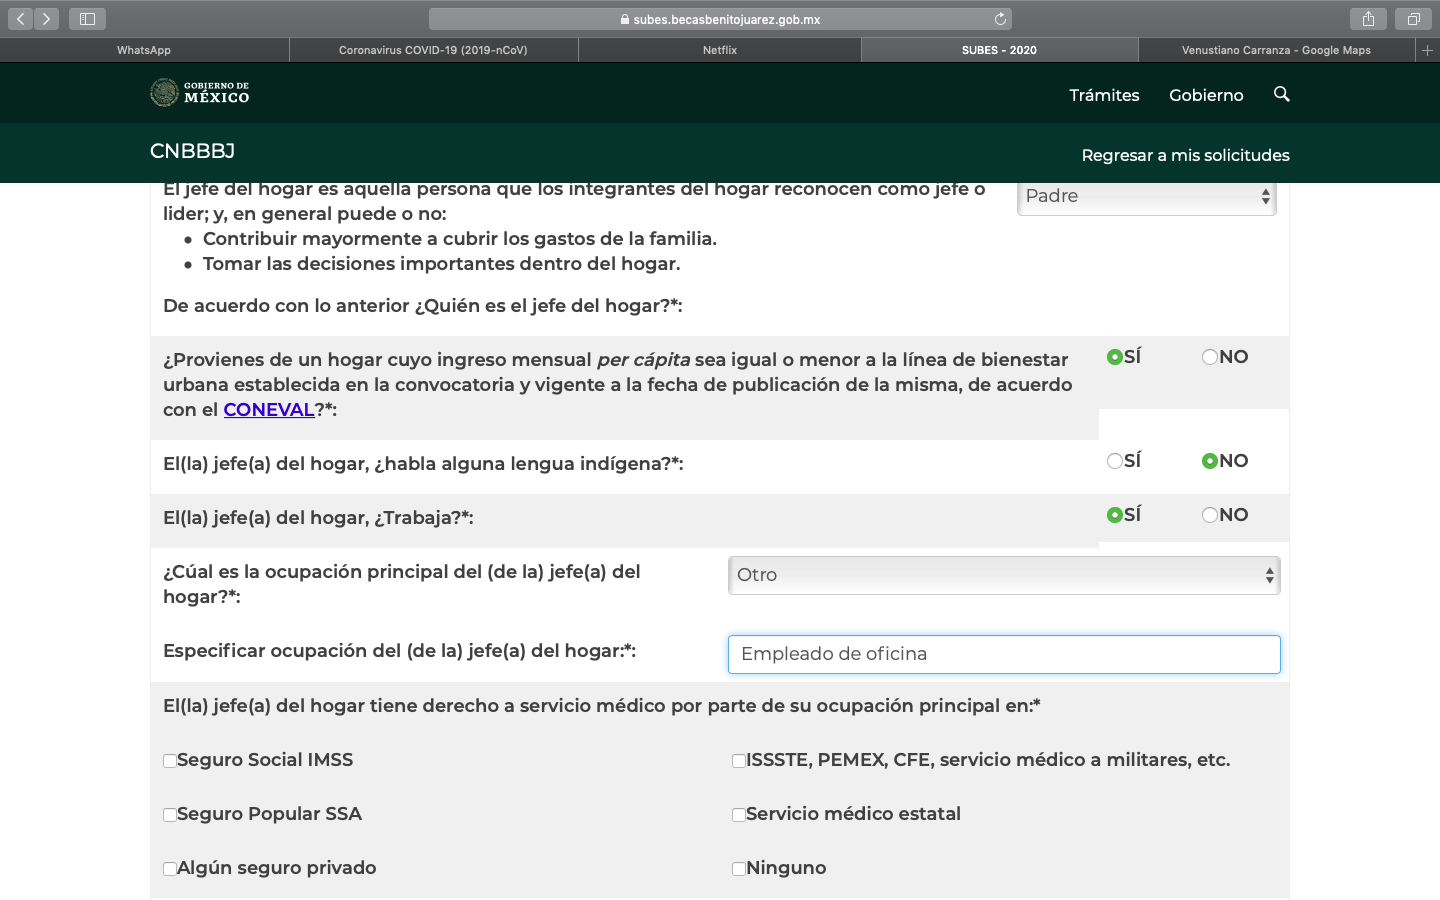 subes.becasbenitojuarez.gob.mx
WhatsApp
Coronavirus COVID-19 (2019-nCoV)
Netflix
SUBES - 2020
Venustiano Carranza - Google Maps
GOBIERNO DE
MÉXICO
Trámites
Gobierno
CNBBBJ
Regresar a mis solicitudes
El jefe del hogar es aquella persona que los integrantes del hogar reconocen como jefe o
lider; y, en general puede o no:
Padre
• Contribuir mayormente a cubrir los gastos de la familia.
• Tomar las decisiones importantes dentro del hogar.
De acuerdo con lo anterior ¿Quién es el jefe del hogar?*:
¿Provienes de un hogar cuyo ingreso mensual per cápita sea igual o menor a la línea de bienestar
urbana establecida en la convocatoria y vigente a la fecha de publicación de la misma, de acuerdo
con el CONEVAL?*:
SÍ
NO
El(la) jefe(a) del hogar, ¿habla alguna lengua indígena?*:
SÍ
NO
El(la) jefe(a) del hogar, ¿Trabaja?*:
SÍ
NO
¿Cúal es la ocupación principal del (de la) jefe(a) del
hogar?*:
Otro
Especificar ocupación del (de la) jefe(a) del hogar:*:
Empleado de oficina
El(la) jefe(a) del hogar tiene derecho a servicio médico por parte de su ocupación principal en:*
Seguro Social IMSS
ISSSTE, PEMEX, CFE, servicio médico a militares, etc.
Seguro Popular SSA
Servicio médico estatal
Algún seguro privado
Ninguno